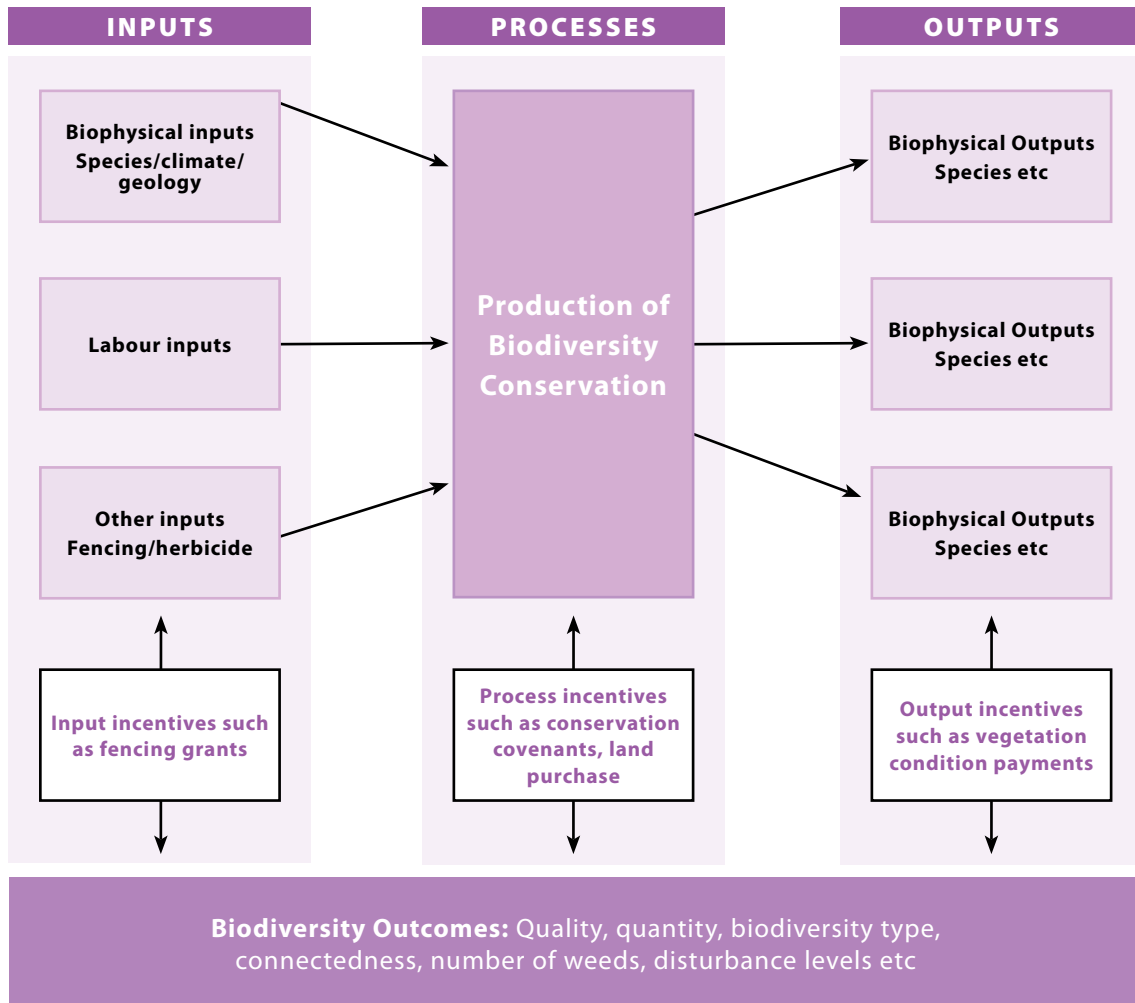 INPUTS
PROCESSES
OUTPUTS
Biophysical inputs
Species/climate/
geology
Labour inputs
Other inputs
Fencing/herbicide
Production of
Biodiversity
Conservation
Biophysical Outputs
Species etc
Biophysical Outputs
Species etc
Biophysical Outputs
Species etc
Input incentives such
as fencing grants
Process incentives
such as conservation
covenants, land
purchase
Output incentives
such as vegetation
condition payments
Biodiversity Outcomes: Quality, quantity, biodiversity type,
connectedness, number of weeds, disturbance levels etc